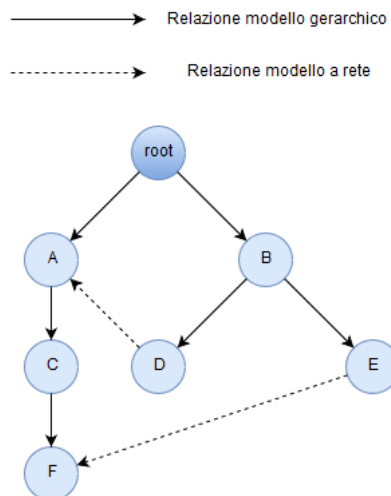 Relazione modello gerarchico
Relazione modello a rete
root
A
B
C
D
E
F